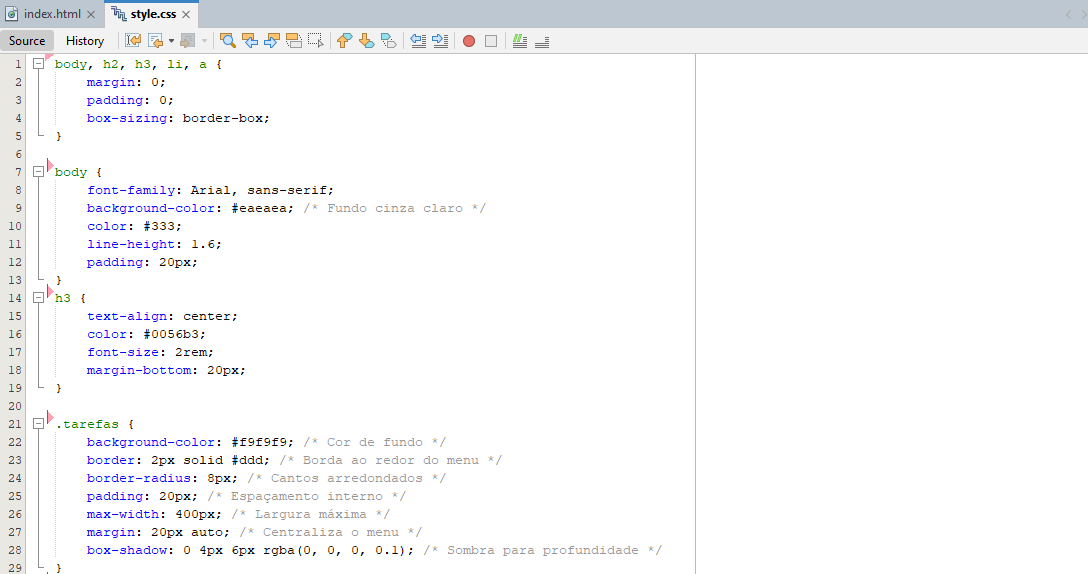 index.html
style.css
Source History
1 body, h2, h3, li, a {
2 margin: 0;
3 padding: 0;
4 box-sizing: border-box;
5 }
6
7 body {
8 font-family: Arial, sans-serif;
9 background-color: #eaeaea; /* Fundo cinza claro */
10 color: #333;
11 line-height: 1.6;
12 padding: 20px;
13 }
14 h3 {
15 text-align: center;
16 color: #0056b3;
17 font-size: 2rem;
18 margin-bottom: 20px;
19 }
20
21 .tarefas {
22 background-color: #f9f9f9; /* Cor de fundo */
23 border: 2px solid #ddd; /* Borda ao redor do menu */
24 border-radius: 8px; /* Cantos arredondados */
25 padding: 20px; /* Espaçamento interno */
26 max-width: 400px; /* Largura máxima */
27 margin: 20px auto; /* Centraliza o menu */
28 box-shadow: 0 4px 6px rgba(0, 0, 0, 0.1); /* Sombra para profundidade */
29 }